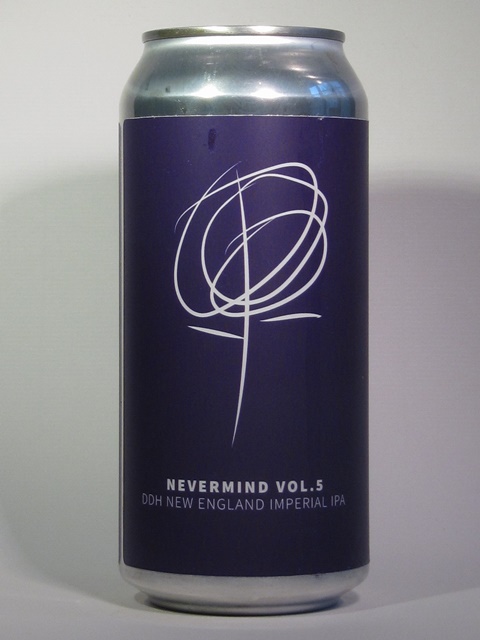 NEVERMIND VOL.5
DDH NEW ENGLAND IMPERIAL IPA